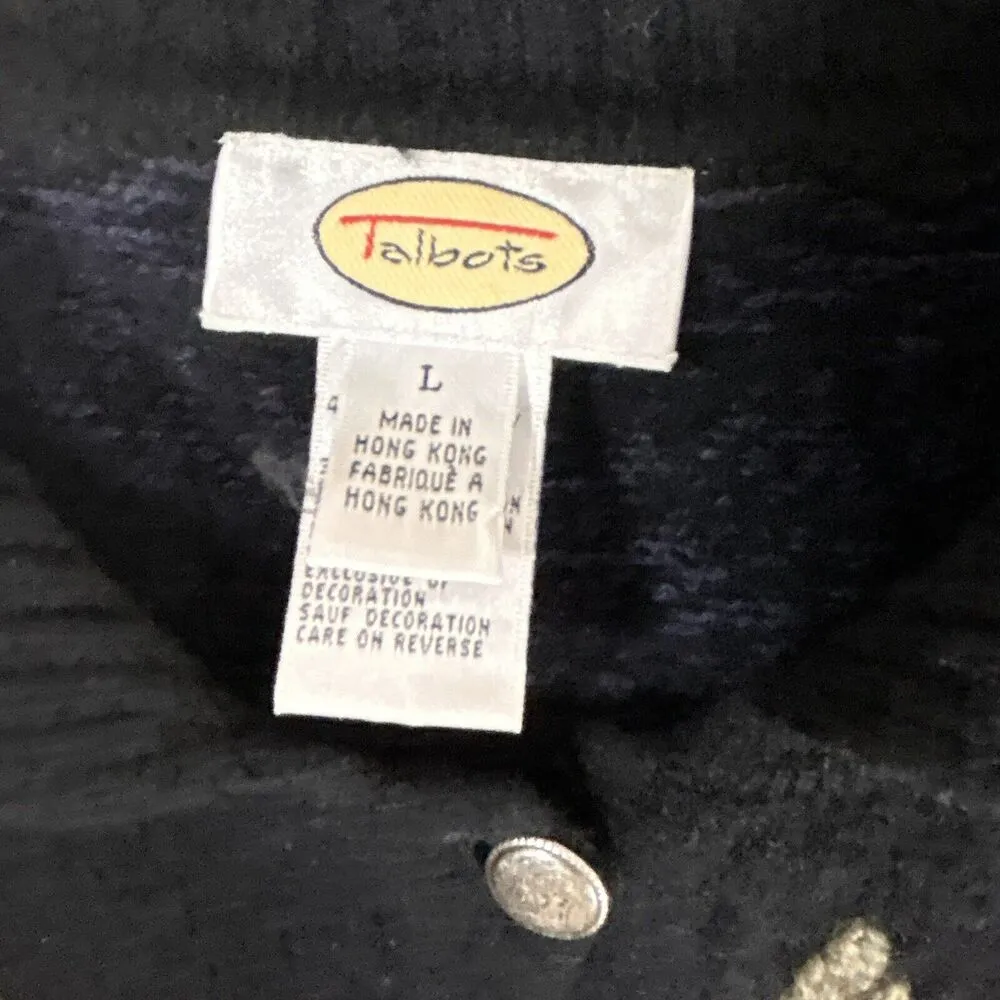 Talbots
L
MADE IN
HONG KONG
FABRIQUÉ À
HONG KONG
EXCLUSIVE OF
DECORATION
SAUF DECORATION
CARE ON REVERSE